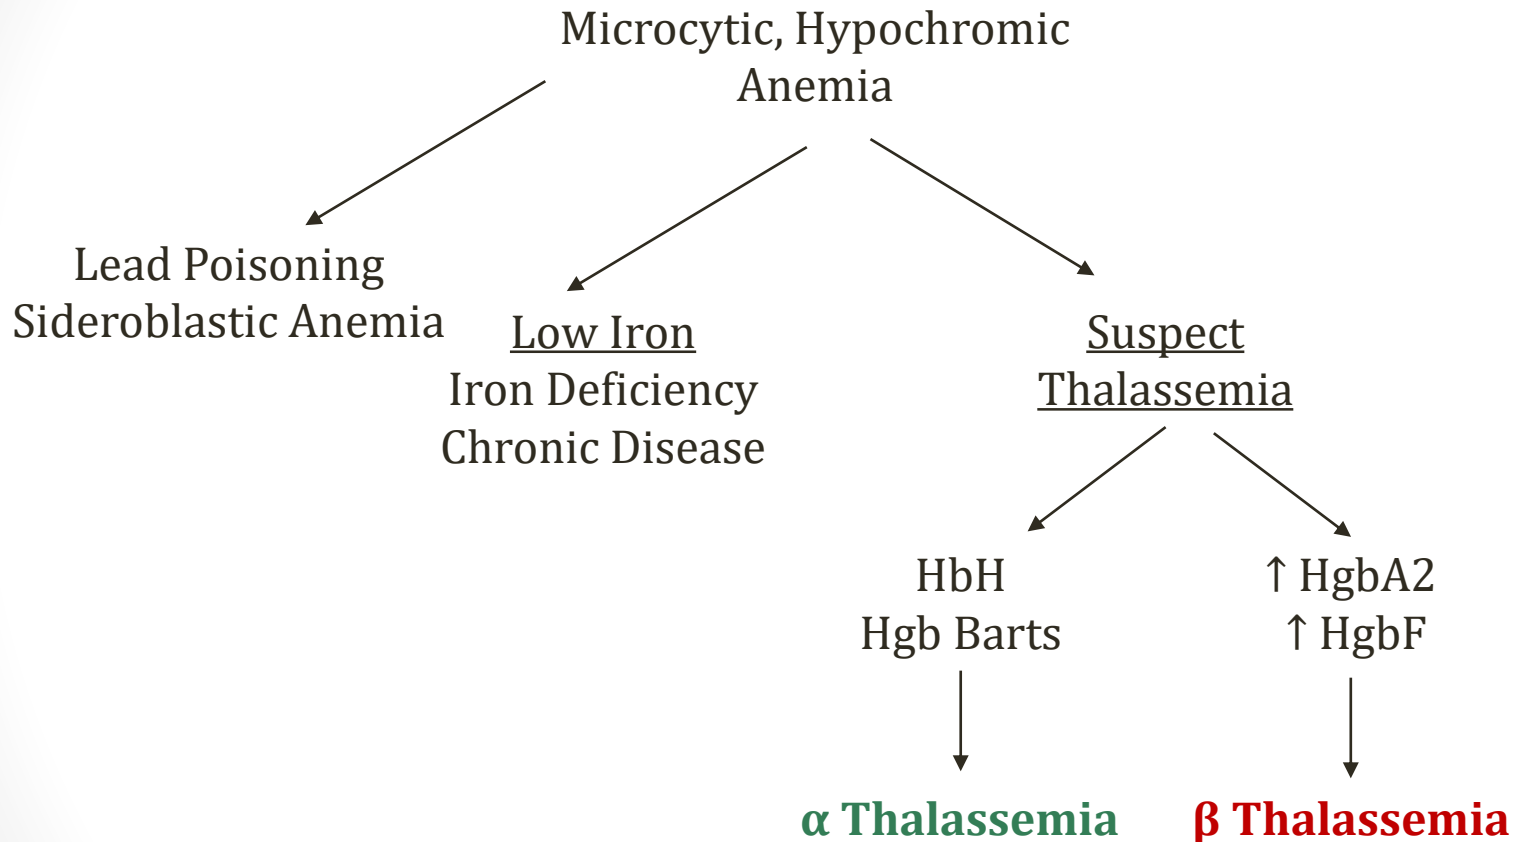 Microcytic, Hypochromic
Anemia
Lead Poisoning
Sideroblastic Anemia
Low Iron
Iron Deficiency
Chronic Disease
Suspect
Thalassemia
HbH
Hgb Barts
↑ HgbA2
↑ HgbF
α Thalassemia
β Thalassemia